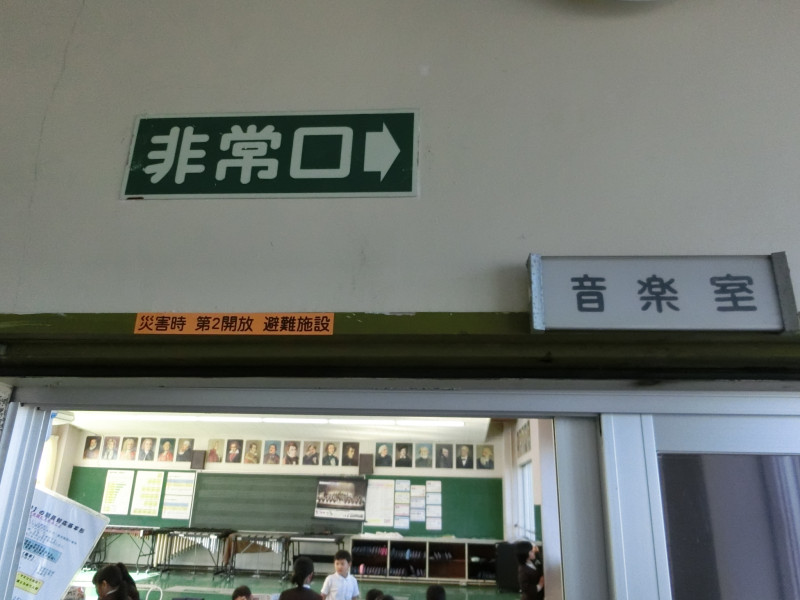 非常口
音楽室
災害時 第2開放 避難施設